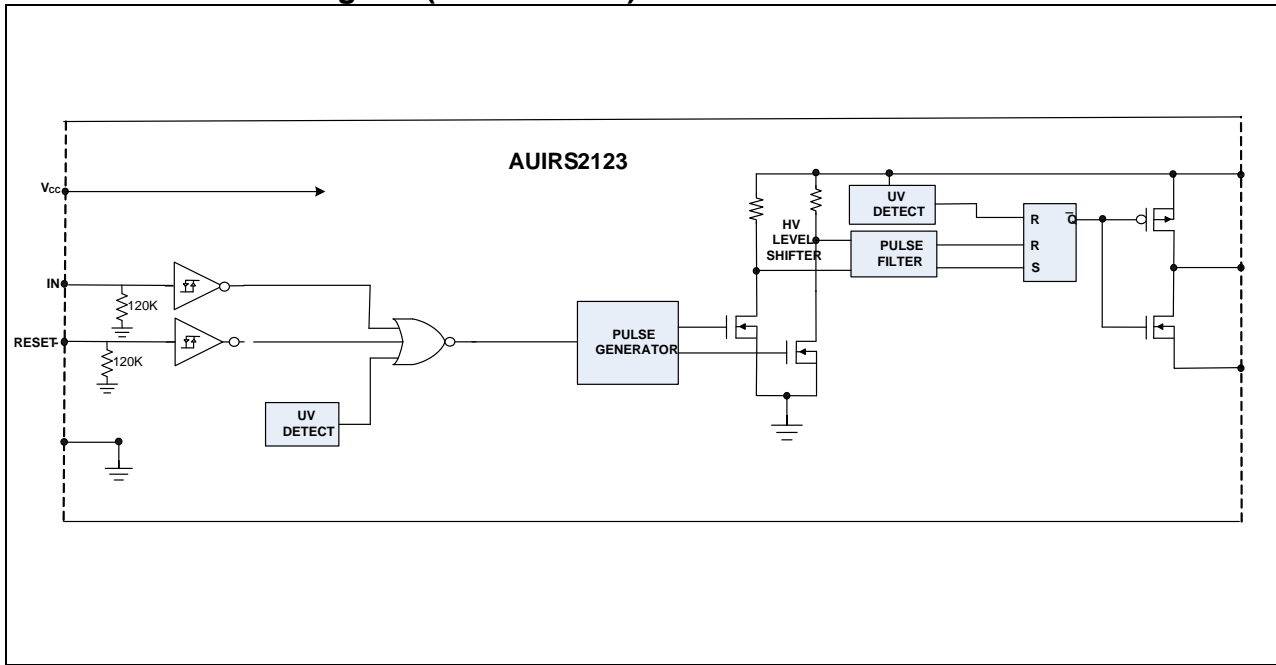 AUIRS2123
VCC
IN
120K
RESET-
120K
UV
DETECT
PULSE
GENERATOR
HV
LEVEL
SHIFTER
UV
DETECT
PULSE
FILTER
R
R
S
Q̅